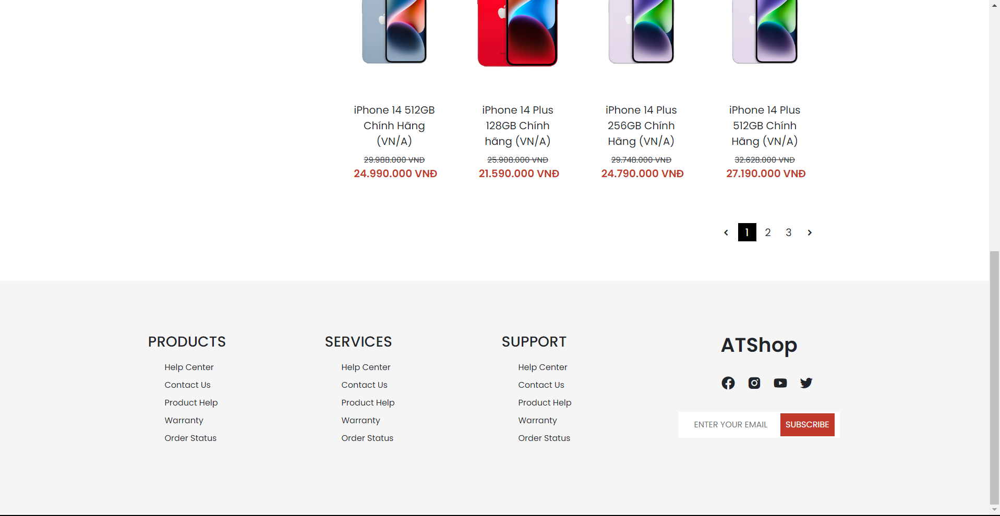 iPhone 14 512GB
Chính Hãng
(VN/A)
29.988.000 VNĐ
24.990.000 VNĐ
iPhone 14 Plus
128GB Chính
hãng (VN/A)
25.908.000 VNĐ
21.590.000 VNĐ
iPhone 14 Plus
256GB Chính
Hãng (VN/A)
29.748.000 VNĐ
24.790.000 VNĐ
iPhone 14 Plus
512GB Chính
Hãng (VN/A)
32.628.000 VNĐ
27.190.000 VNĐ
1 2 3
PRODUCTS
Help Center
Contact Us
Product Help
Warranty
Order Status
SERVICES
Help Center
Contact Us
Product Help
Warranty
Order Status
SUPPORT
Help Center
Contact Us
Product Help
Warranty
Order Status
ATShop
ENTER YOUR EMAIL SUBSCRIBE